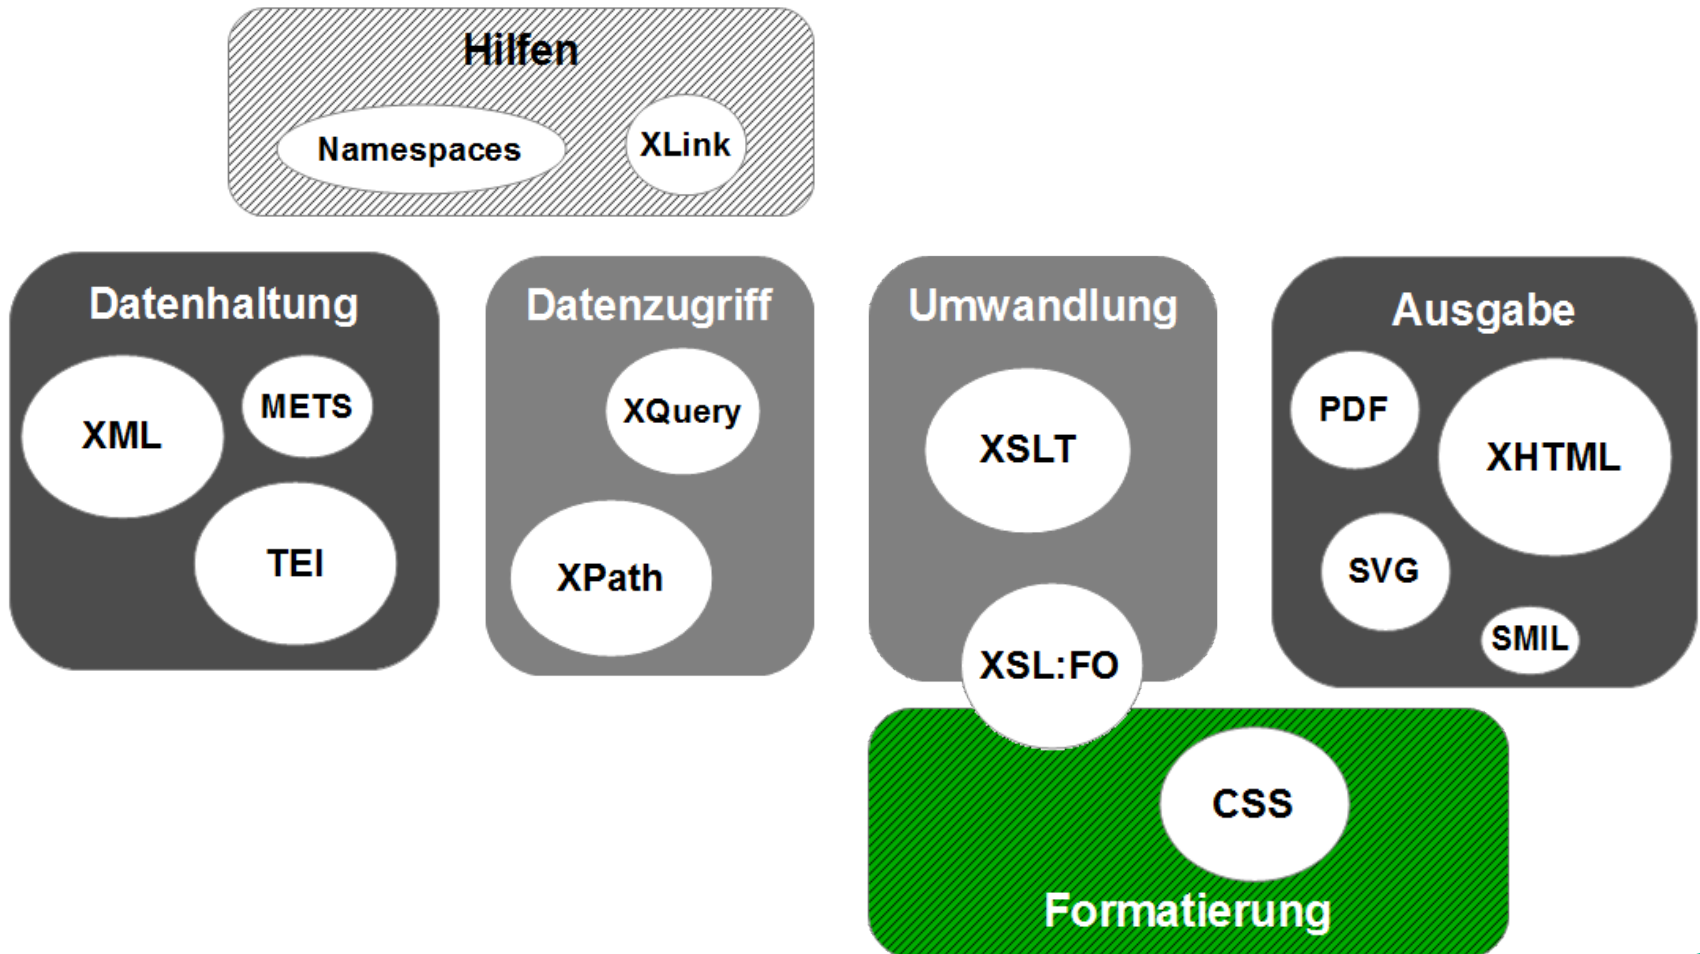 Hilfen
Namespaces
XLink
Datenhaltung
XML
METS
TEI
Datenzugriff
XQuery
XPath
Umwandlung
XSLT
XSL:FO
Ausgabe
PDF
XHTML
SVG
SMIL
CSS
Formatierung